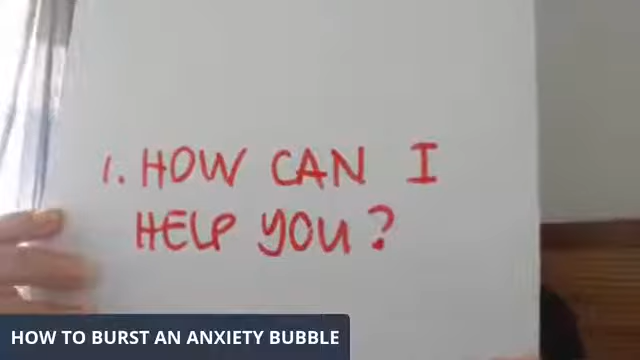 1. HOW CAN I
HELP YOU?
HOW TO BURST AN ANXIETY BUBBLE